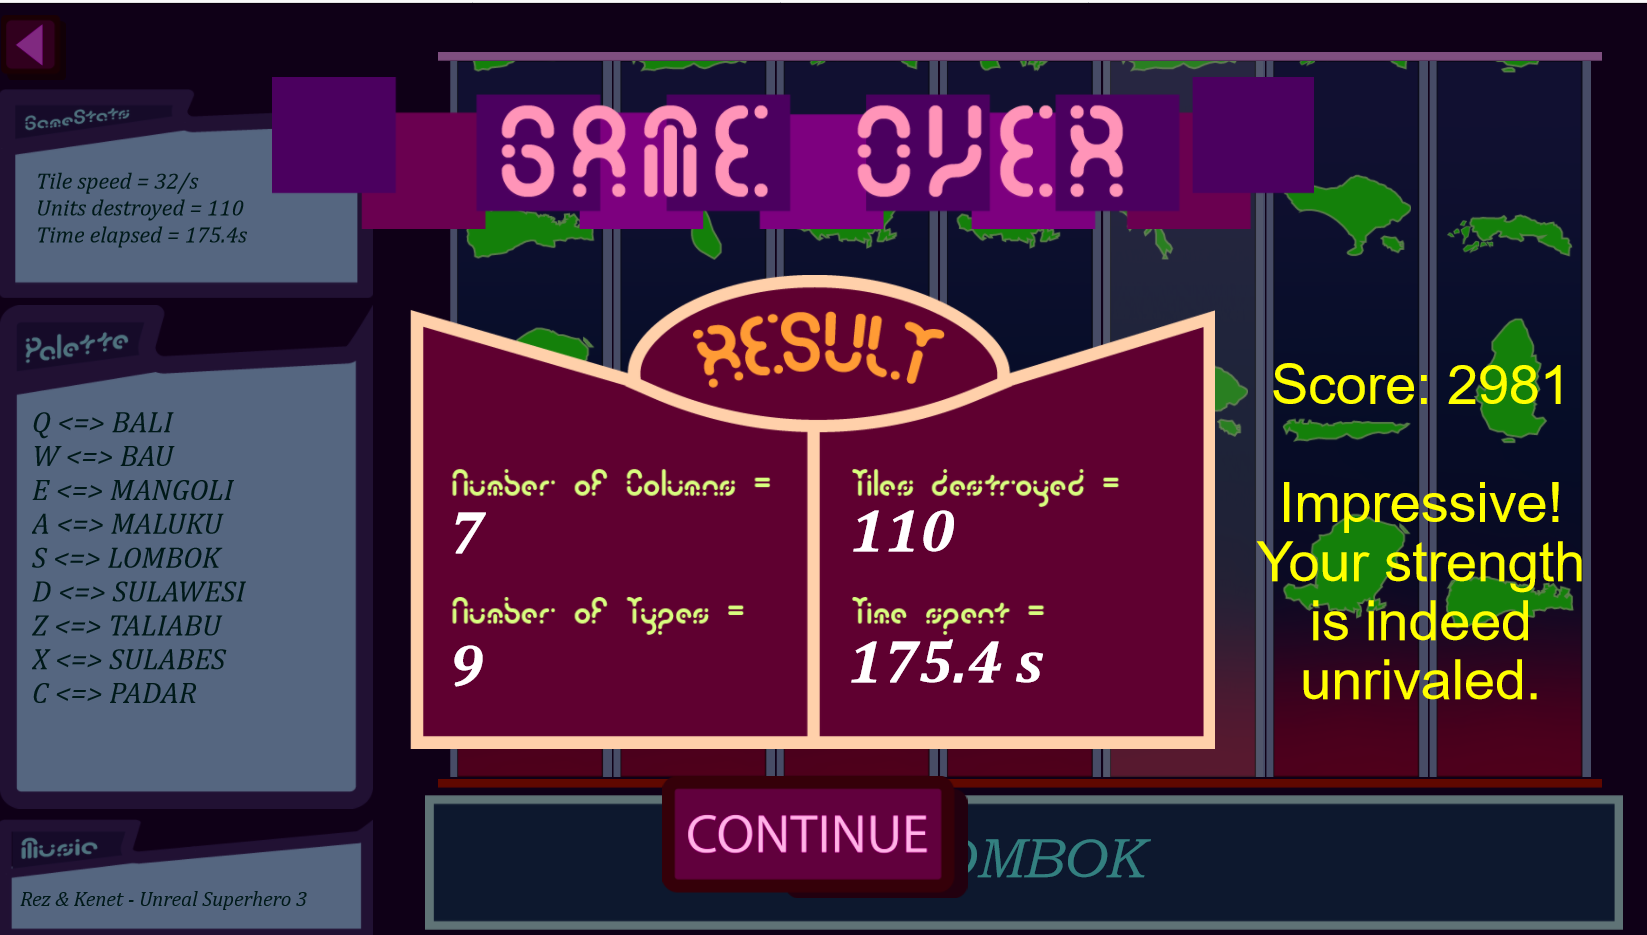 GAME OVER
GameStats
Tile speed = 32/s
Units destroyed = 110
Time elapsed = 175.4s
Palette
Q <=> BALI
W <=> BAU
E <=> MANGOLI
A <=> MALUKU
S <=> LOMBOK
D <=> SULAWESI
Z <=> TALIABU
X <=> SULABES
C <=> PADAR
Music
Rez & Kenet - Unreal Superhero 3
RESULT
Number of Columns =
7
Number of Types =
9
Tiles destroyed =
110
Time spent =
175.4 s
Score: 2981
Impressive!
Your strength
is indeed
unrivaled.
CONTINUE
OMBOK